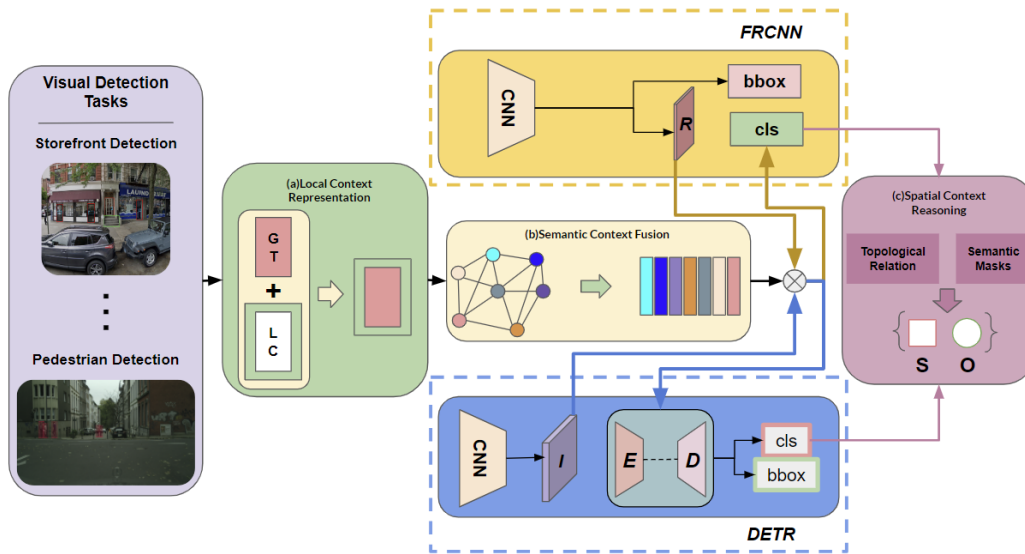 Visual Detection
Tasks
Storefront Detection
LAUN
Pedestrian Detection
(a)Local Context
Representation
G
T
+
L
C
(b)Semantic Context Fusion
FRCNN
CNN
R
bbox
cls
(c)Spatial Context
Reasoning
Topological
Relation
Semantic
Masks
S
O
CNN
I
E
D
cls
bbox
DETR